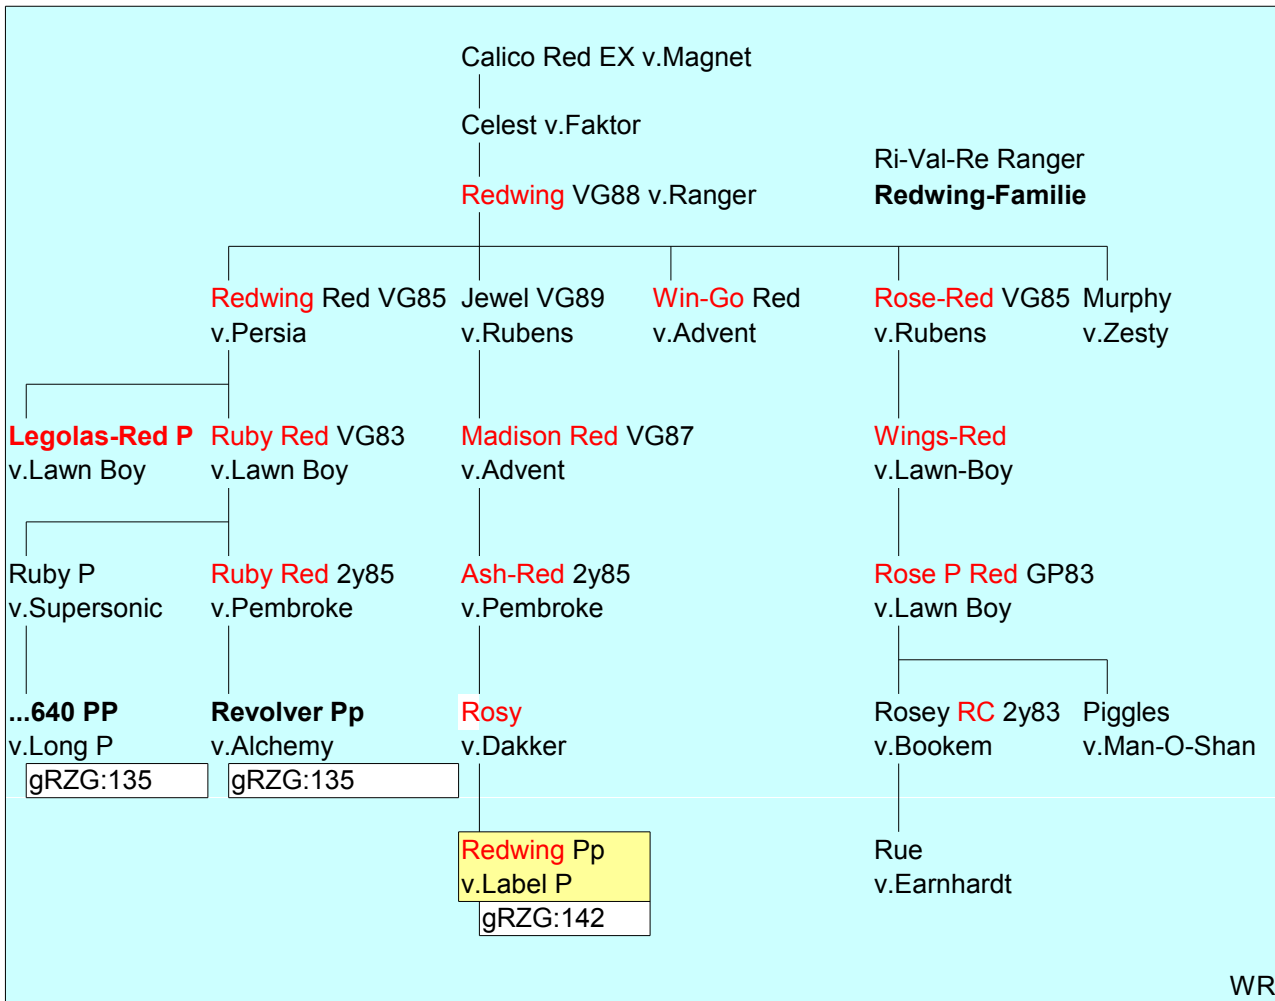 Calico Red EX v.Magnet
Celest v.Faktor
Ri-Val-Re Ranger
Redwing VG88 v.Ranger
Redwing-Familie
Redwing Red VG85
v.Persia
Jewel VG89
v.Rubens
Win-Go Red
v.Advent
Rose-Red VG85
v.Rubens
Murphy
v.Zesty
Legolas-Red P
v.Lawn Boy
Ruby Red VG83
v.Lawn Boy
Madison Red VG87
v.Advent
Wings-Red
v.Lawn-Boy
Ruby P
v.Supersonic
Ruby Red 2y85
v.Pembroke
Ash-Red 2y85
v.Pembroke
Rose P Red GP83
v.Lawn Boy
...640 PP
v.Long P
gRZG:135
Revolver Pp
v.Alchemy
gRZG:135
Rosy
v.Dakker
Rosey RC 2y83
v.Bookem
Piggles
v.Man-O-Shan
Redwing Pp
v.Label P
gRZG:142
Rue
v.Earnhardt
WR